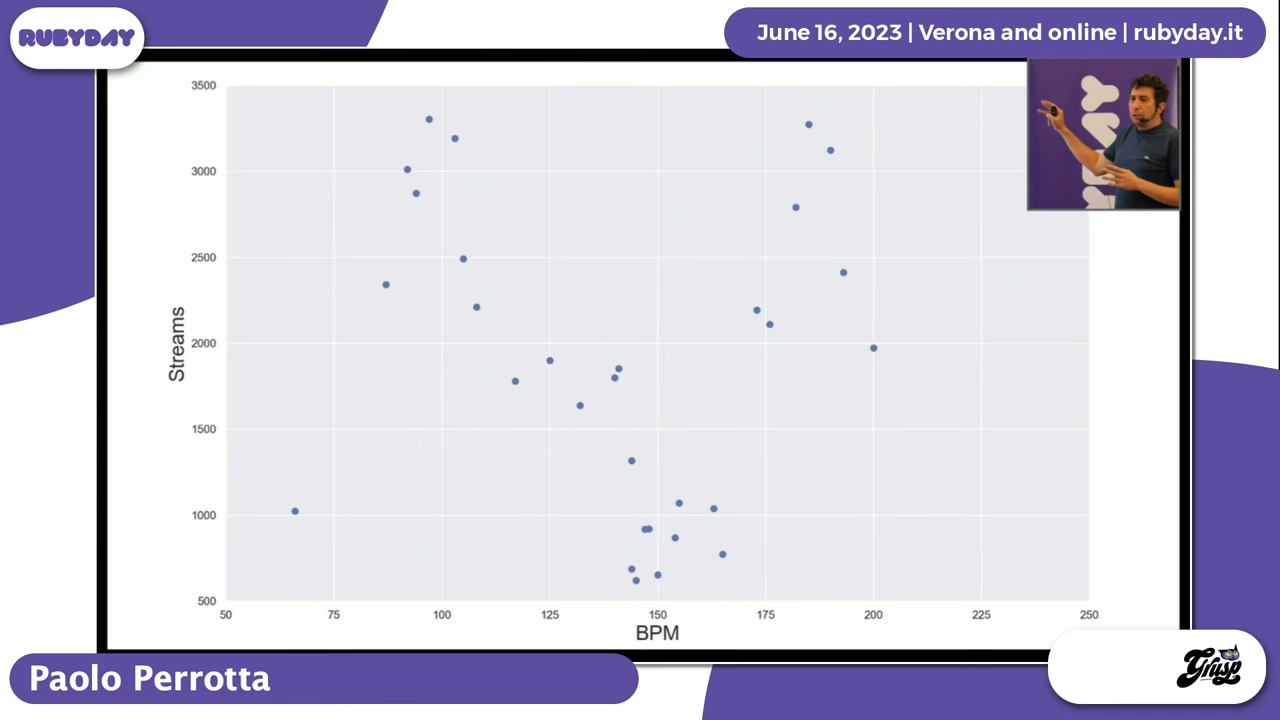 RUBYDAY
June 16, 2023 | Verona and online | rubyday.it
3500
3000
2500
2000
1500
1000
500
Streams
50 75 100 125 150 175 200 225 250
BPM
Paolo Perrotta
Grusp